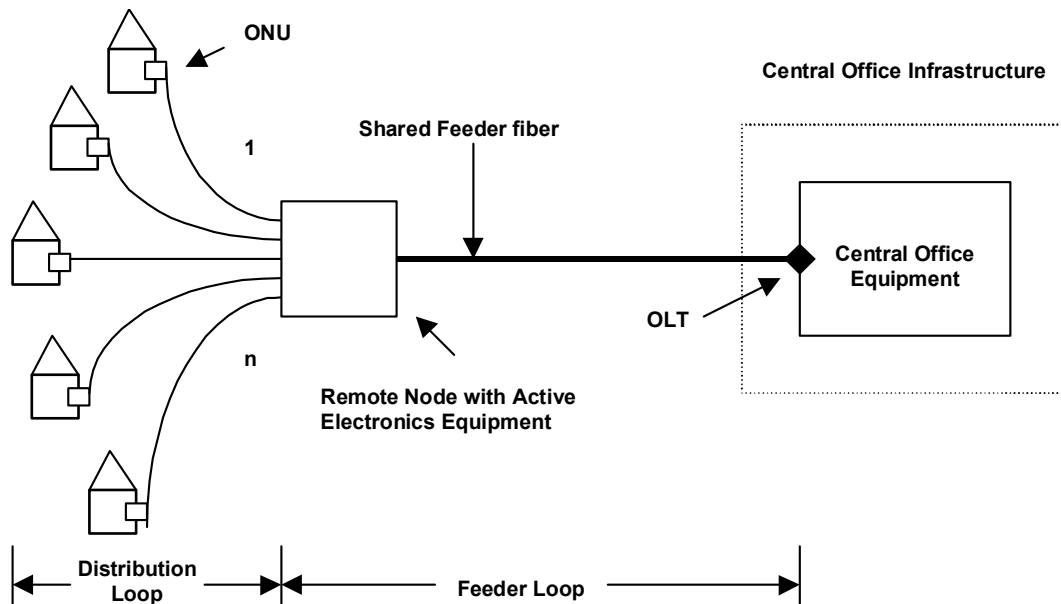 ONU
Central Office Infrastructure
Shared Feeder fiber
1
Central Office
Equipment
OLT
n
Remote Node with Active
Electronics Equipment
Distribution
Loop
Feeder Loop